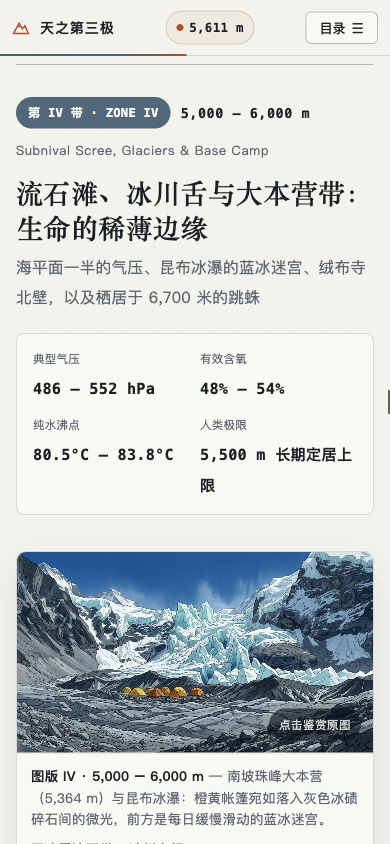 天之第三极
5,611 m
目录 ☰
第 IV 带 · ZONE IV
5,000 – 6,000 m
Subnival Scree, Glaciers & Base Camp
流石滩、冰川舌与大本营带：
生命的稀薄边缘
海平面一半的气压、昆布冰瀑的蓝冰迷宫、绒布寺
北壁，以及栖居于 6,700 米的跳蛛
典型气压
有效含氧
486 – 552 hPa
48% – 54%
纯水沸点
人类极限
80.5°C – 83.8°C
5,500 m 长期定居上
限
点击鉴赏原图
图版 IV · 5,000 – 6,000 m — 南坡珠峰大本营
（5,364 m）与昆布冰瀑：橙黄帐篷宛如落入灰色冰碛
碎石间的微光，前方是每日缓慢滑动的蓝冰迷宫。